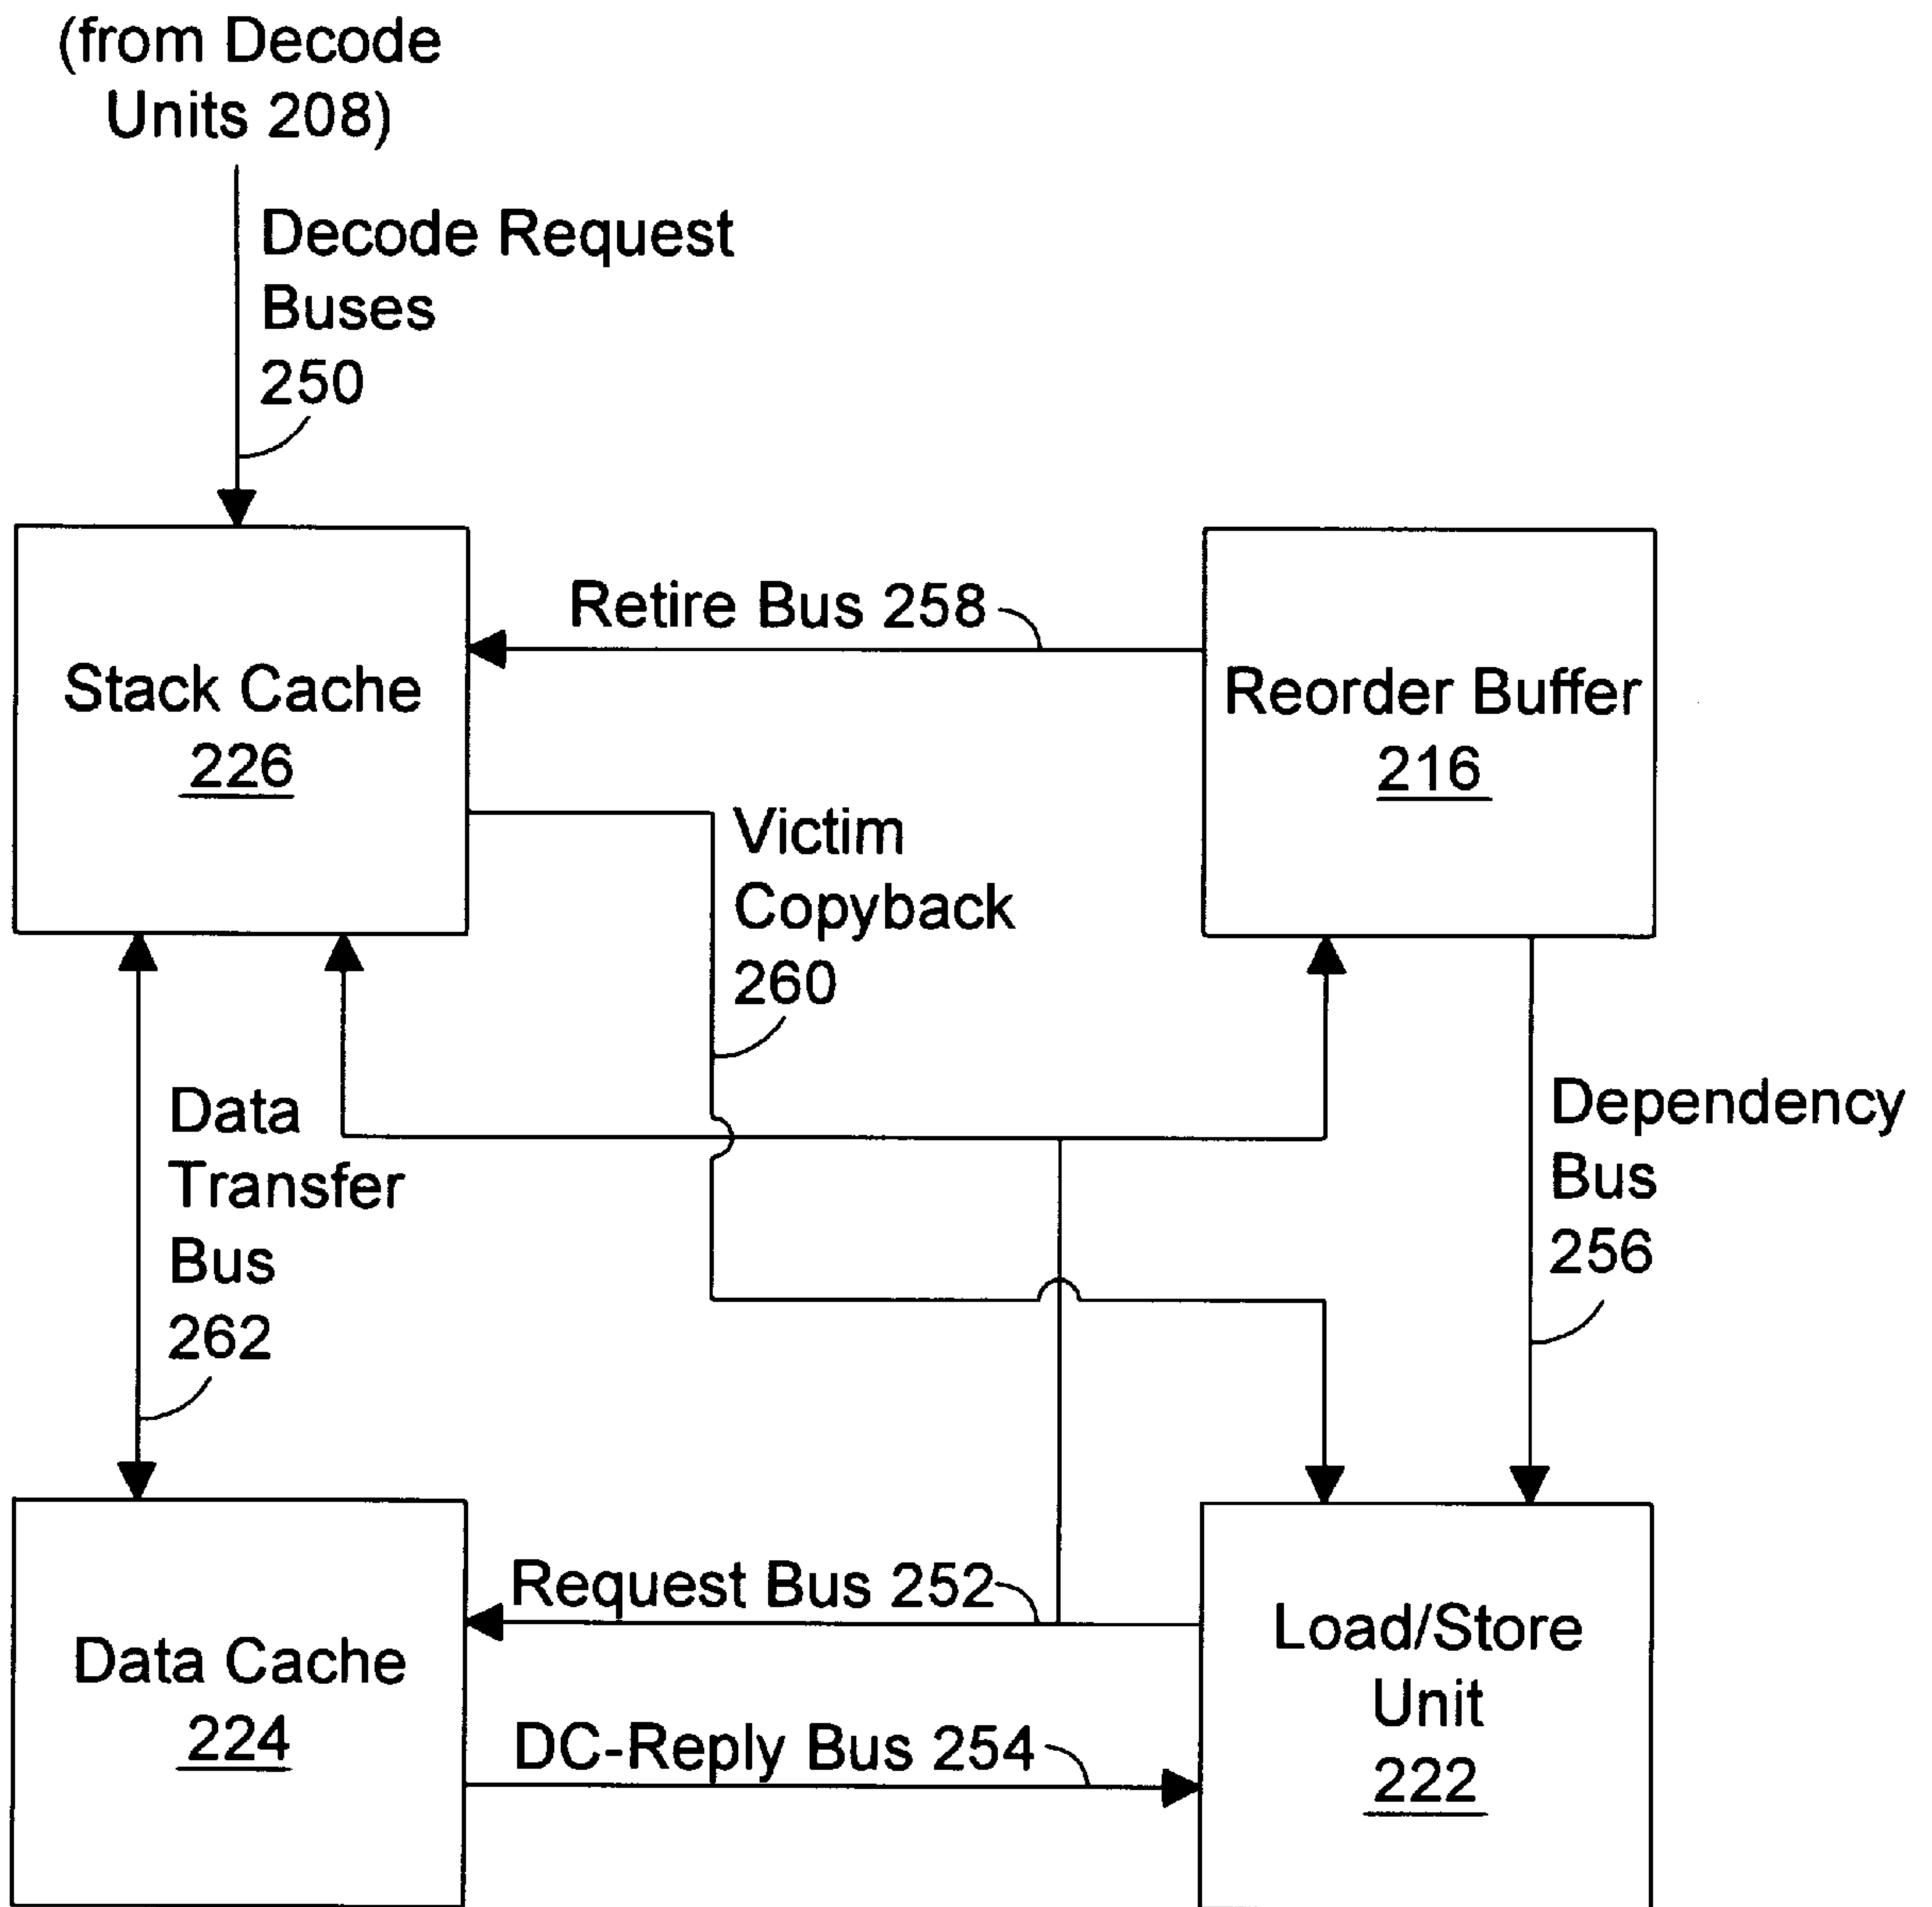 (from Decode
Units 208)
Decode Request
Buses
250
Retire Bus 258
Stack Cache
226
Reorder Buffer
216
Victim
Copyback
260
Data
Transfer
Bus
262
Dependency
Bus
256
Request Bus 252
Data Cache
224
Load/Store
Unit
222
DC-Reply Bus 254